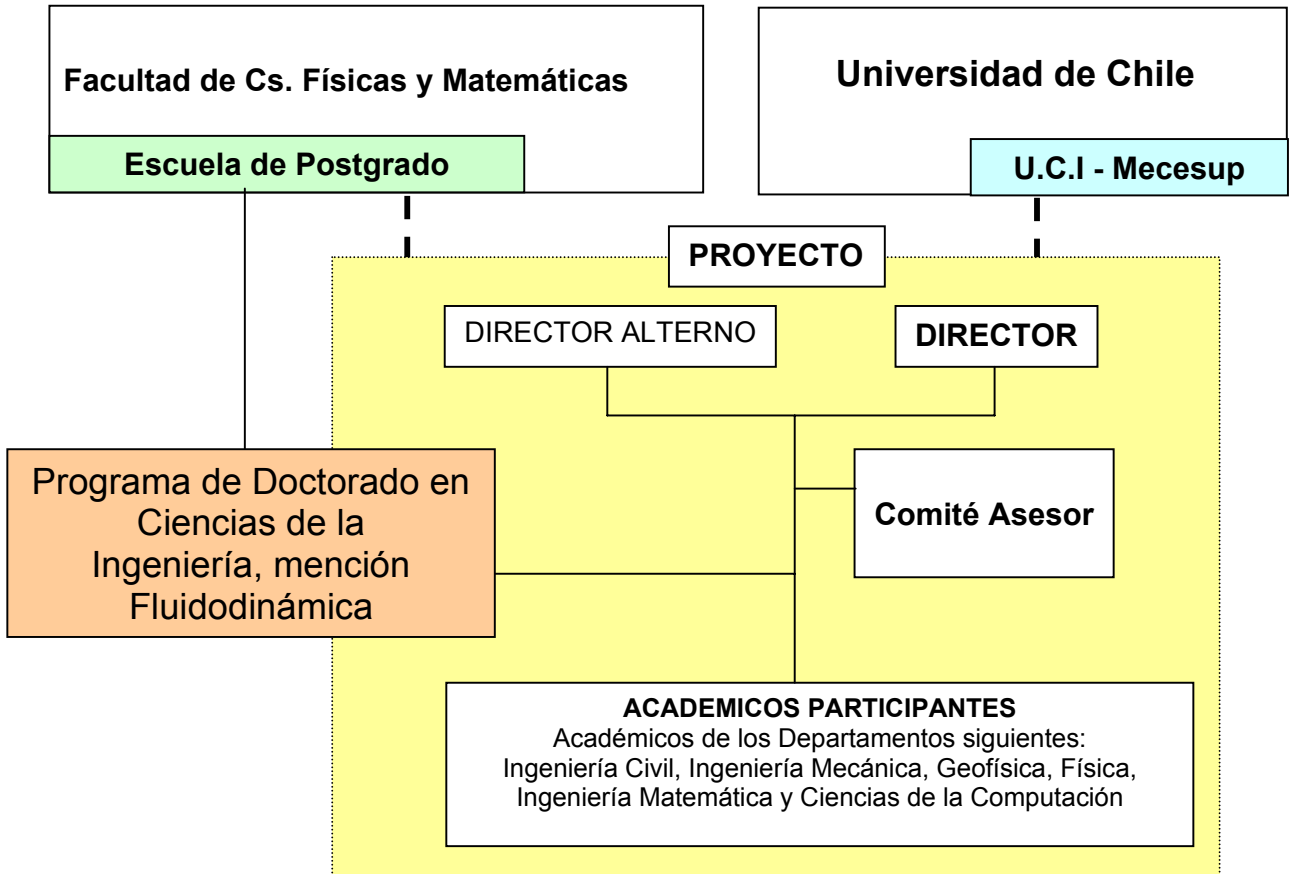 Facultad de Cs. Físicas y Matemáticas
Escuela de Postgrado
Universidad de Chile
U.C.I - Mecesup
PROYECTO
DIRECTOR ALTERNO
DIRECTOR
Programa de Doctorado en
Ciencias de la
Ingeniería, mención
Fluidodinámica
Comité Asesor
ACADEMICOS PARTICIPANTES
Académicos de los Departamentos siguientes:
Ingeniería Civil, Ingeniería Mecánica, Geofísica, Física,
Ingeniería Matemática y Ciencias de la Computación